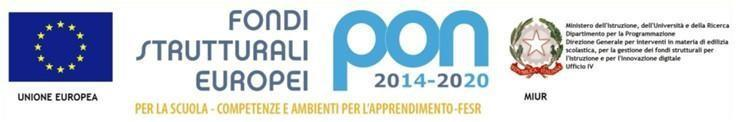 UNIONE EUROPEA
FONDI
STRUTTURALI
EUROPEI
pon
2014-2020
PER LA SCUOLA - COMPETENZE E AMBIENTI PER L'APPRENDIMENTO-FESR
MIUR
Ministero dell'Istruzione, dell'Università e della Ricerca
Dipartimento per la Programmazione
Direzione Generale per interventi in materia di edilizia
scolastica, per la gestione dei fondi strutturali per
l'istruzione e per l'innovazione digitale
Ufficio IV